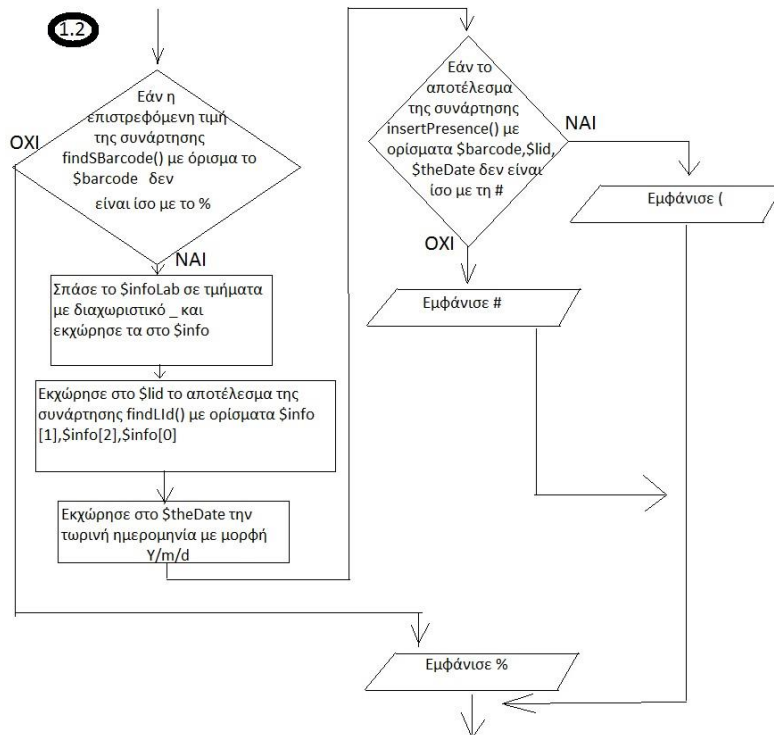 1.2
Εάν η
επιστρεφόμενη τιμή
της συνάρτησης
findSBarcode() με όρισμα το
$barcode δεν
είναι ίσο με το %
ΟΧΙ
ΝΑΙ
Σπάσε το $infoLab σε τμήματα
με διαχωριστικό _ και
εκχώρησε τα στο $info
Εκχώρησε στο $lid το αποτέλεσμα της
συνάρτησης findLId() με ορίσματα $info
[1],$info[2],$info[0]
Εκχώρησε στο $theDate την
τωρινή ημερομηνία με μορφή
Y/m/d
Εάν το
αποτέλεσμα
της συνάρτησης
insertPresence() με
ορίσματα $barcode,$lid,
$theDate δεν είναι
ίσο με τη #
ΝΑΙ
Εμφάνισε (
ΟΧΙ
Εμφάνισε #
Εμφάνισε %